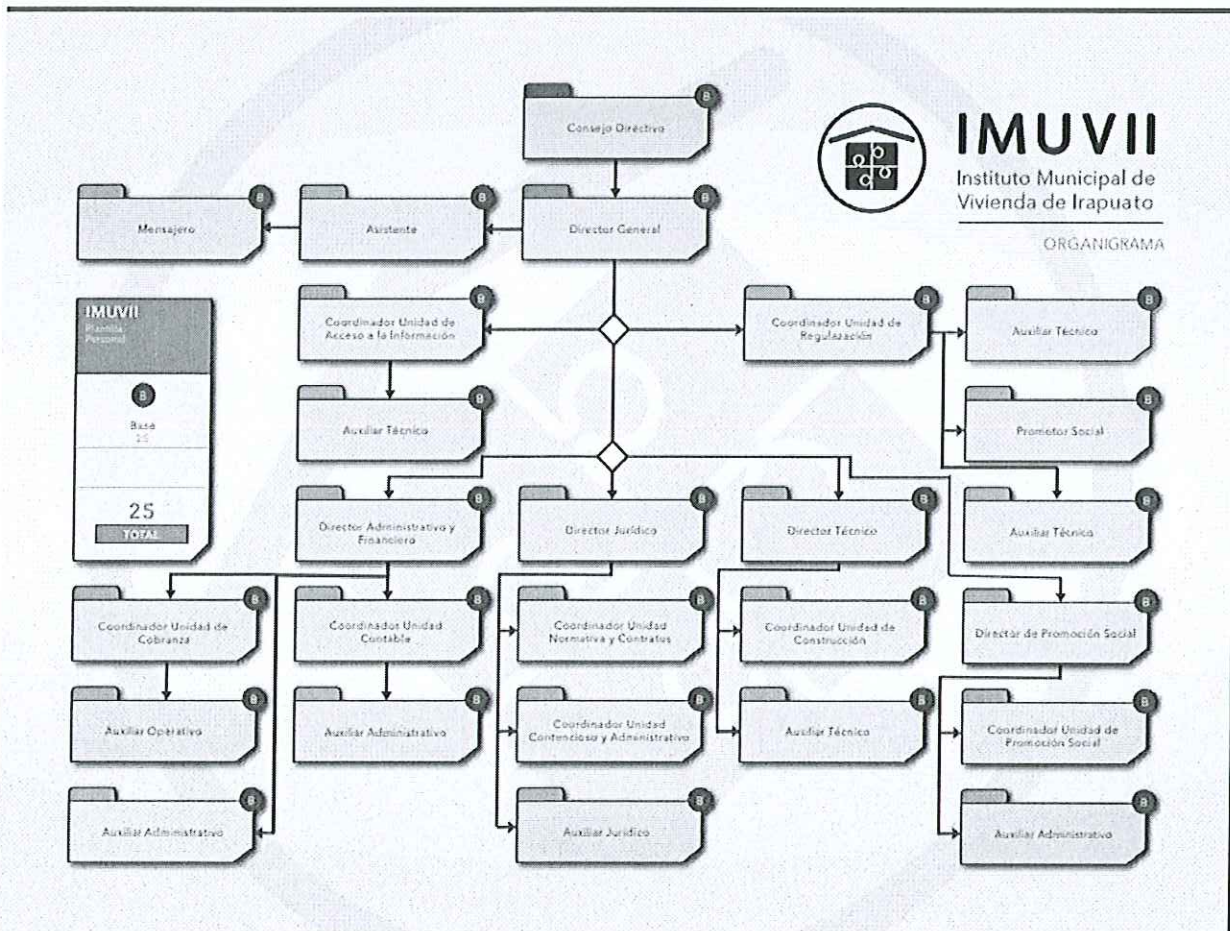 B
Consejo Directivo
IMUVII
Instituto Municipal de
Vivienda de Irapuato
ORGANIGRAMA
B
Mensajero
B
Asistente
B
Director General
IMUVII
Plantilla
Personal
B
Base
25
25
TOTAL
B
Coordinador Unidad de
Acceso a la Información
B
Coordinador Unidad de
Regulazación
B
Auxiliar Técnico
B
Auxiliar Técnico
B
Promotor Social
B
Director Administrativo y
Financiero
B
Director Jurídico
B
Director Técnico
B
Auxiliar Técnico
B
Coordinador Unidad de
Cobranza
B
Coordinador Unidad
Contable
B
Coordinador Unidad
Normativa y Contratos
B
Coordinador Unidad de
Construcción
B
Director de Promoción Social
B
Auxiliar Operativo
B
Auxiliar Administrativo
B
Coordinador Unidad
Contencioso y Administrativo
B
Auxiliar Técnico
B
Coordinador Unidad de
Promoción Social
B
Auxiliar Administrativo
B
Auxiliar Jurídico
B
Auxiliar Administrativo